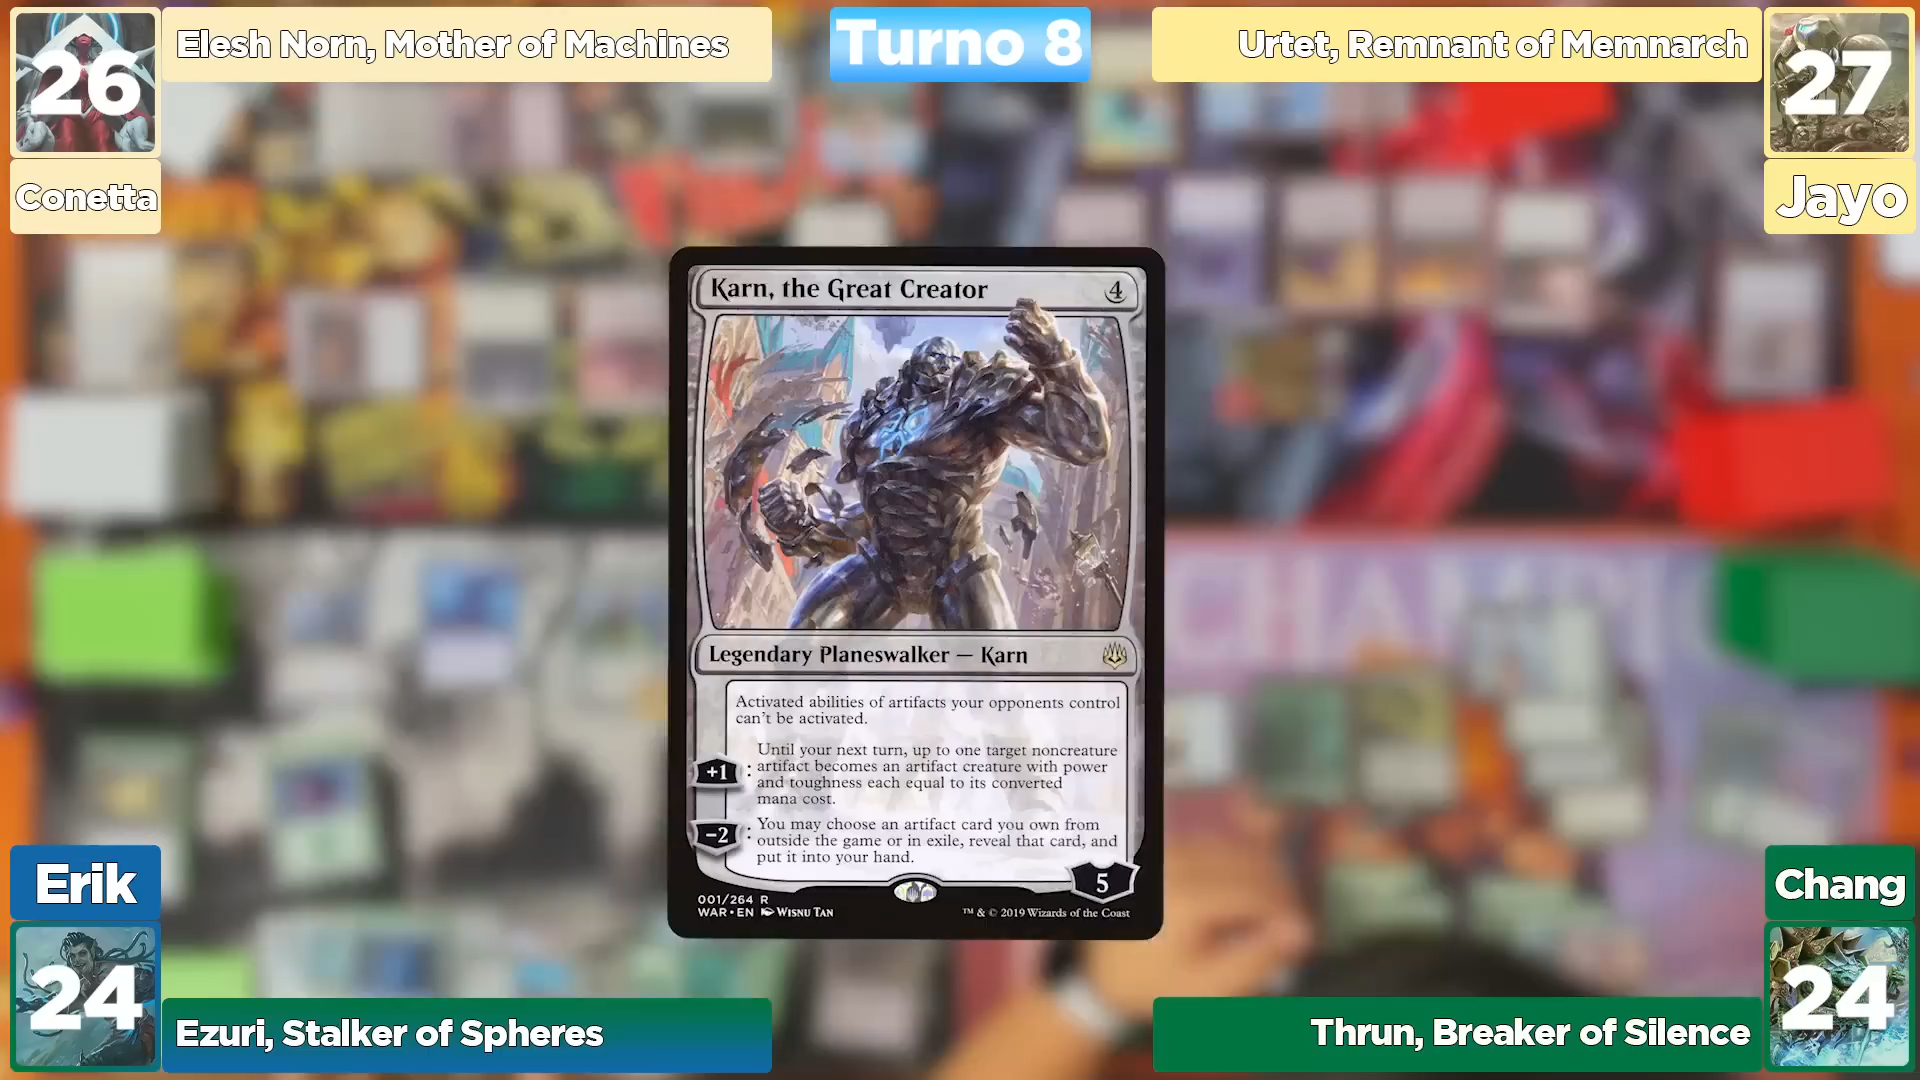 26
Elesh Norn, Mother of Machines
Conetta
Turno 8
Urtet, Remnant of Memnarch
27
Jayo
Karn, the Great Creator
4
Legendary Planeswalker — Karn
Activated abilities of artifacts your opponents control
can't be activated.
+1 : Until your next turn, up to one target noncreature
artifact becomes an artifact creature with power
and toughness each equal to its converted
mana cost.
−2 : You may choose an artifact card you own from
outside the game or in exile, reveal that card, and
put it into your hand.
5
001/264 R
WAR • EN Wisnu Tan
™ & © 2019 Wizards of the Coast
Erik
24
Ezuri, Stalker of Spheres
Chang
24
Thrun, Breaker of Silence